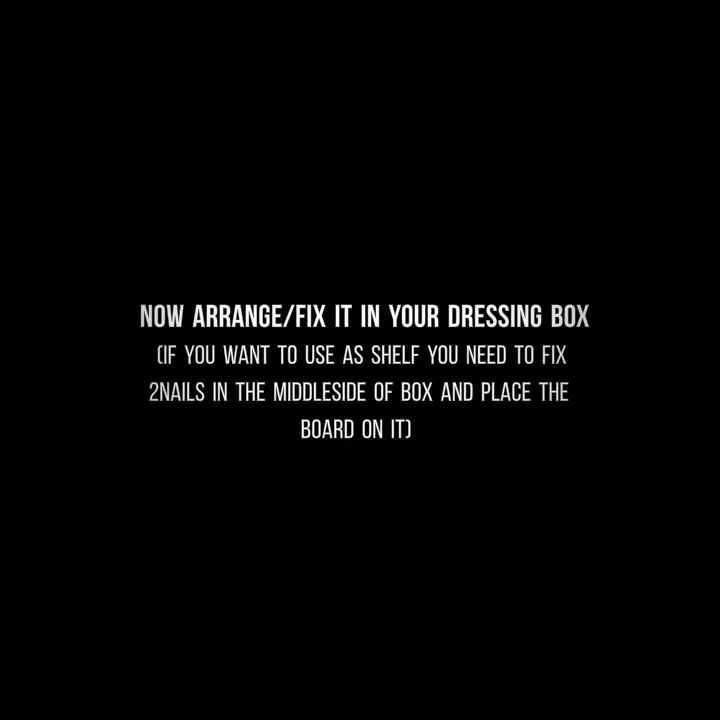 NOW ARRANGE/FIX IT IN YOUR DRESSING BOX
(IF YOU WANT TO USE AS SHELF YOU NEED TO FIX
2NAILS IN THE MIDDLESIDE OF BOX AND PLACE THE
BOARD ON IT)